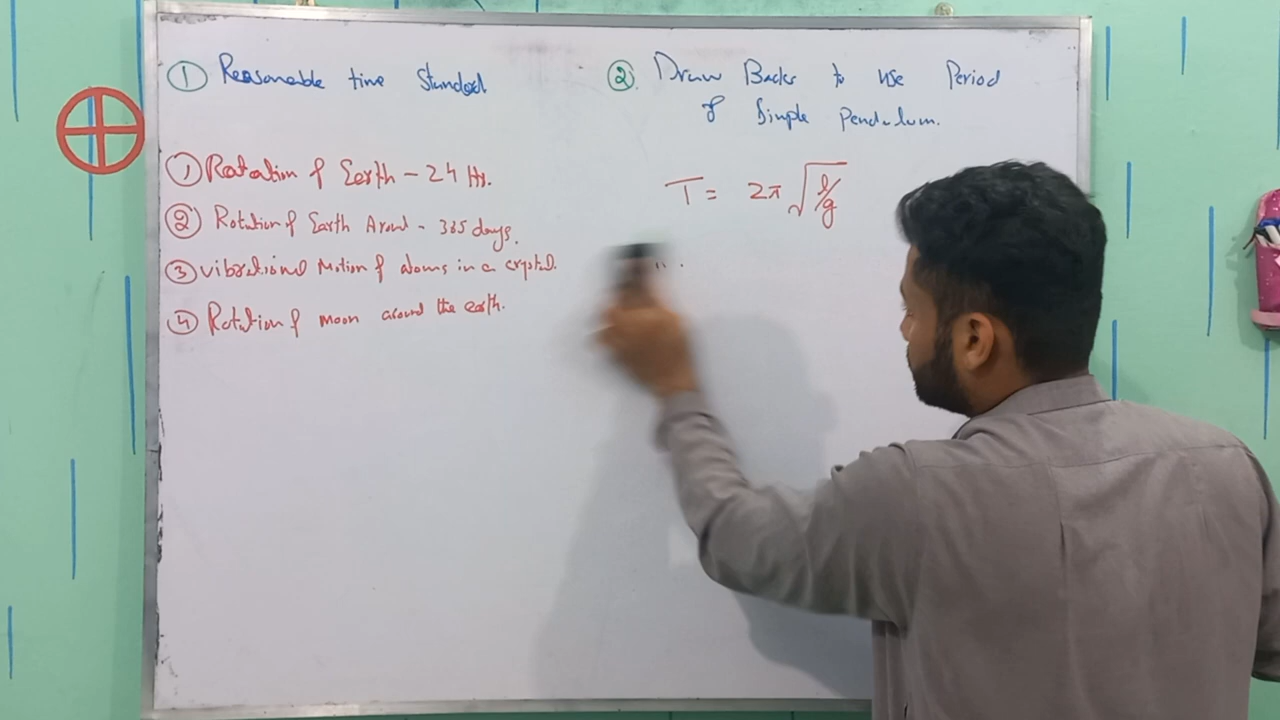 ① Reasonable time Standad
① Rotation of Earth - 24 Hr.
② Rotation of Earth Around - 365 days.
③ vibrational Motion of atoms in a crystal.
④ Rotation of moon around the earth.
② Draw Backs to use Period
of Simple Pendulum.
T = 2π √l/g